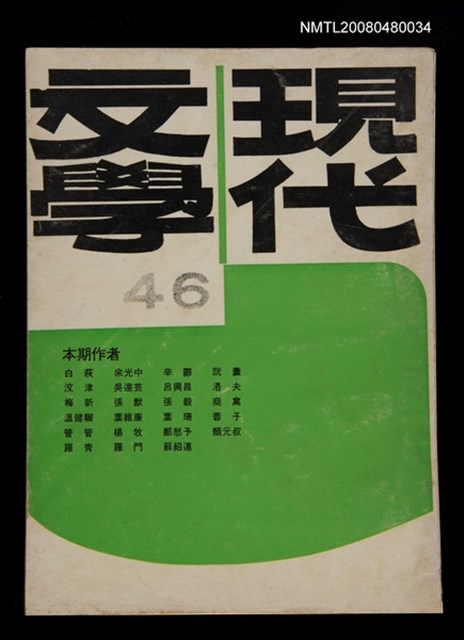 NMTL20080480034
現代
文學
46
本期作者
白萩 余光中 辛鬱 阮囊
汶津 吳達芸 呂興昌 洛夫
梅新 張默 張毅 商禽
溫健騮 葉維廉 葉珊 蓉子
管管 楊牧 鄭愁予 顏元叔
羅青 羅門 蘇紹連